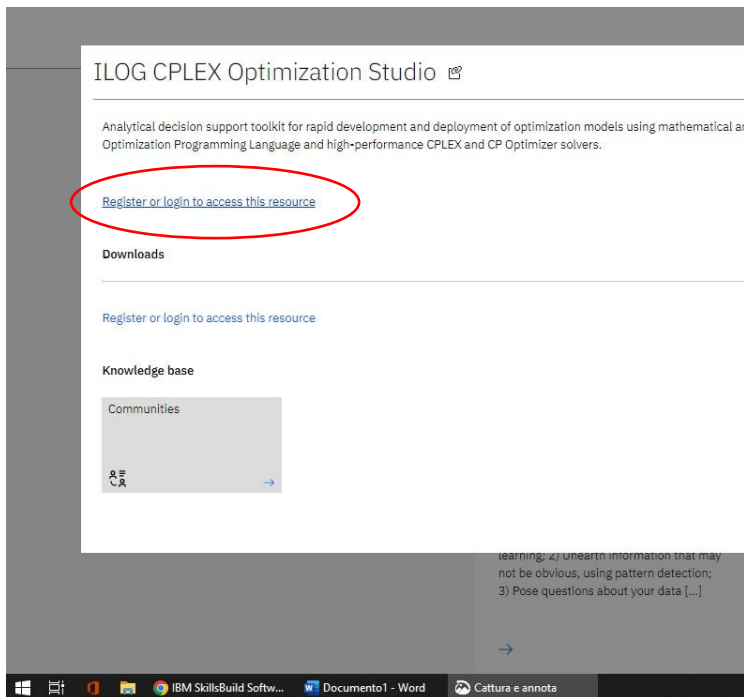 ILOG CPLEX Optimization Studio
Analytical decision support toolkit for rapid development and deployment of optimization models using mathematical
Optimization Programming Language and high-performance CPLEX and CP Optimizer solvers.
Register or login to access this resource
Downloads
Register or login to access this resource
Knowledge base
Communities
learning; 2) Unearth information that may
not be obvious, using pattern detection;
3) Pose questions about your data [...]
IBM SkillsBuild Softw... Documento1 - Word Cattura e annota